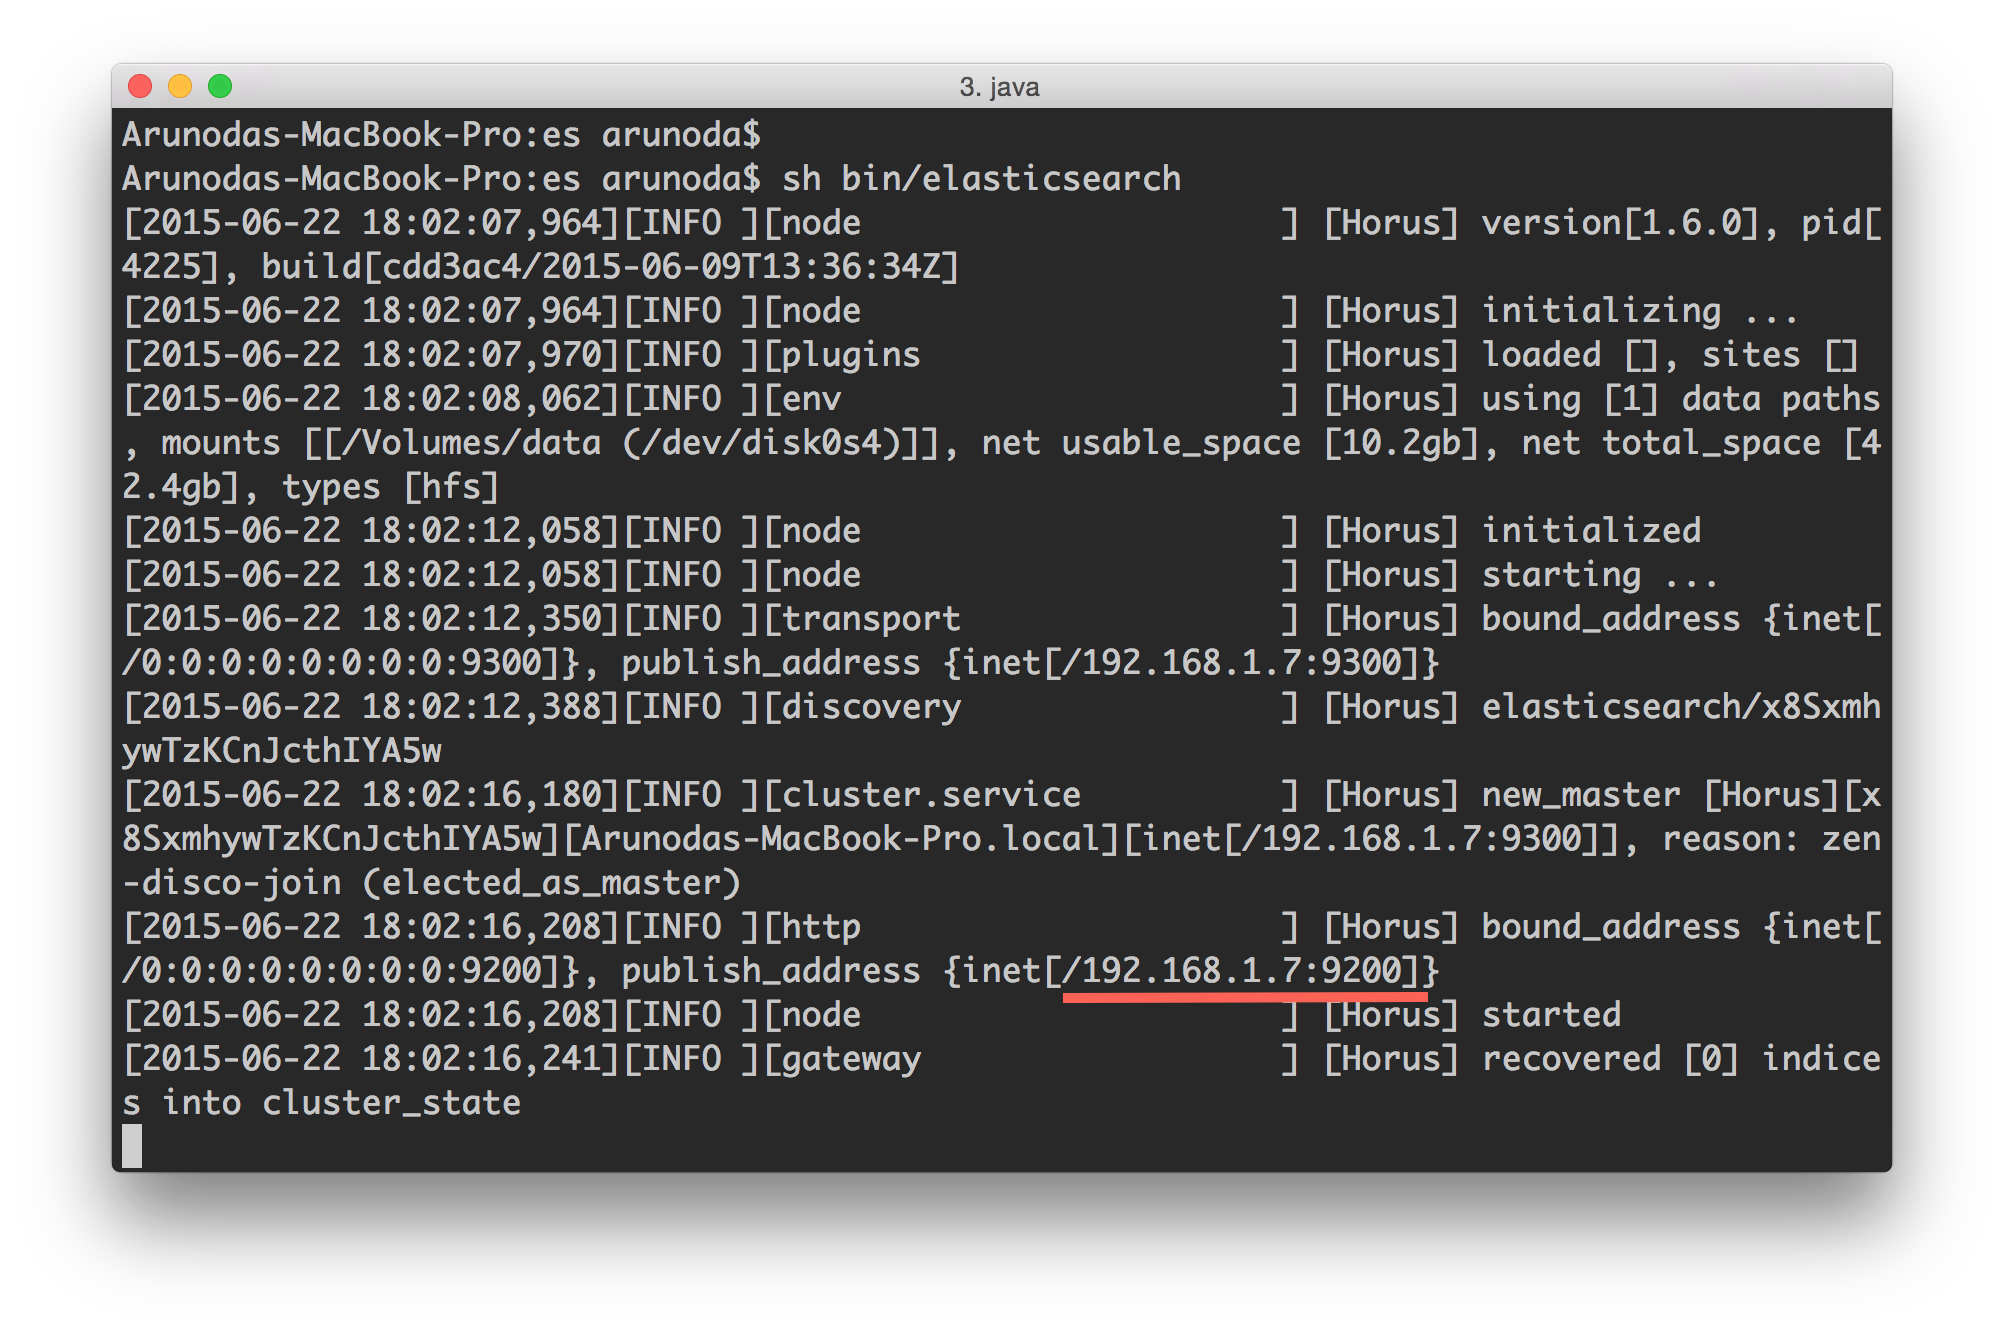 3. java
Arunodas-MacBook-Pro:es arunoda$
Arunodas-MacBook-Pro:es arunoda$ sh bin/elasticsearch
[2015-06-22 18:02:07,964][INFO ][node                     ] [Horus] version[1.6.0], pid[
4225], build[cdd3ac4/2015-06-09T13:36:34Z]
[2015-06-22 18:02:07,964][INFO ][node                     ] [Horus] initializing ...
[2015-06-22 18:02:07,970][INFO ][plugins                  ] [Horus] loaded [], sites []
[2015-06-22 18:02:08,062][INFO ][env                      ] [Horus] using [1] data paths
, mounts [[/Volumes/data (/dev/disk0s4)]], net usable_space [10.2gb], net total_space [4
2.4gb], types [hfs]
[2015-06-22 18:02:12,058][INFO ][node                     ] [Horus] initialized
[2015-06-22 18:02:12,058][INFO ][node                     ] [Horus] starting ...
[2015-06-22 18:02:12,350][INFO ][transport                ] [Horus] bound_address {inet[
/0:0:0:0:0:0:0:0:9300]}, publish_address {inet[/192.168.1.7:9300]}
[2015-06-22 18:02:12,388][INFO ][discovery                ] [Horus] elasticsearch/x8Sxmh
ywTzKCnJcthIYA5w
[2015-06-22 18:02:16,180][INFO ][cluster.service          ] [Horus] new_master [Horus][x
8SxmhywTzKCnJcthIYA5w][Arunodas-MacBook-Pro.local][inet[/192.168.1.7:9300]], reason: zen
-disco-join (elected_as_master)
[2015-06-22 18:02:16,208][INFO ][http                     ] [Horus] bound_address {inet[
/0:0:0:0:0:0:0:0:9200]}, publish_address {inet[/192.168.1.7:9200]}
[2015-06-22 18:02:16,208][INFO ][node                     ] [Horus] started
[2015-06-22 18:02:16,241][INFO ][gateway                  ] [Horus] recovered [0] indice
s into cluster_state